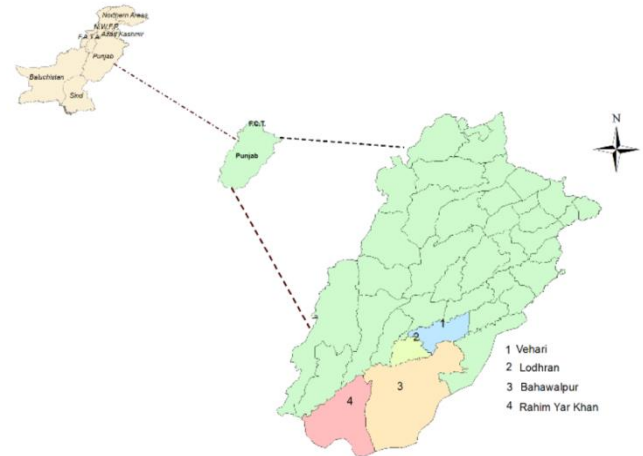 Northern Areas
N.W.F.P.
F.A.T.A.
Azad Kashmir
Punjab
Baluchistan
Sind
F.C.T.
Punjab
N
1
2
3
4
1 Vehari
2 Lodhran
3 Bahawalpur
4 Rahim Yar Khan